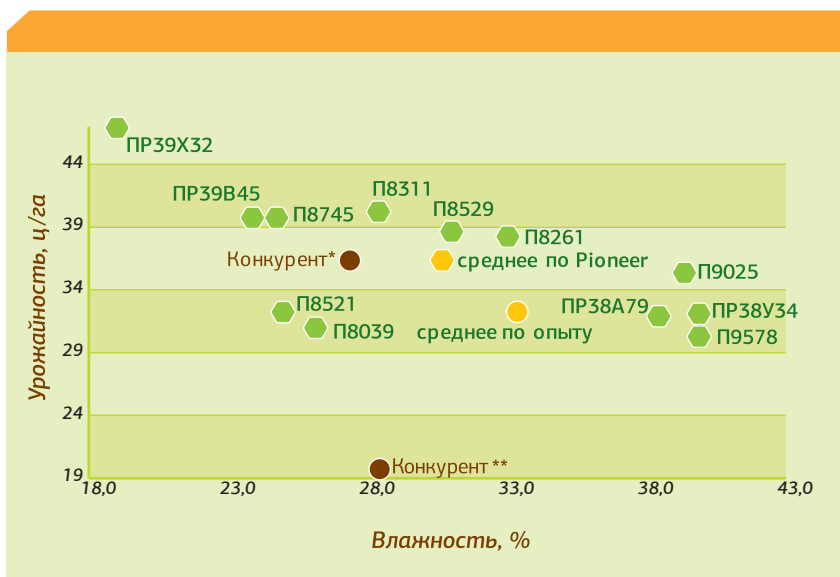 ПР39Х32
44
ПР39В45
П8745
П8311
П8529
39
П8261
Конкурент*
среднее по Pioneer
П9025
34
П8521
П8039
среднее по опыту
ПР38А79
ПР38У34
П9578
29
24
Конкурент**
19
18,0
23,0
28,0
33,0
38,0
43,0
Урожайность, ц/га
Влажность, %